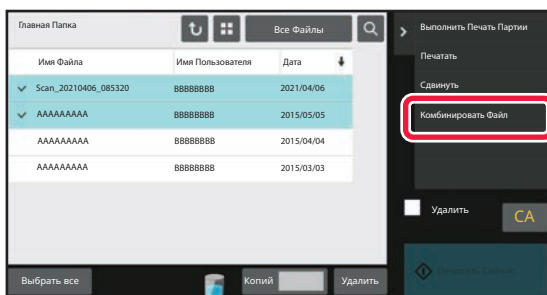 Главная Папка
Все Файлы
Имя Файла Имя Пользователя Дата
Scan_20210406_085320 BBBBBBBB 2021/04/06
AAAAAAAAA BBBBBBBB 2015/05/05
AAAAAAAAA BBBBBBBB 2015/04/04
AAAAAAAAA BBBBBBBB 2015/03/03
Выбрать все
Копий
Удалить
Выполнить Печать Партии
Печатать
Сдвинуть
Комбинировать Файл
Удалить
CA